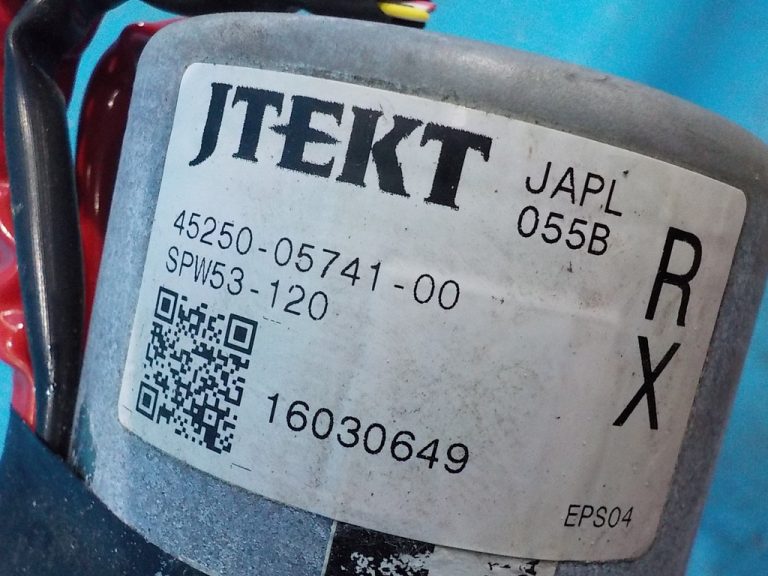 JTEKT
JAPL
055B
45250-05741-00
SPW53-120
R
X
16030649
EPS04